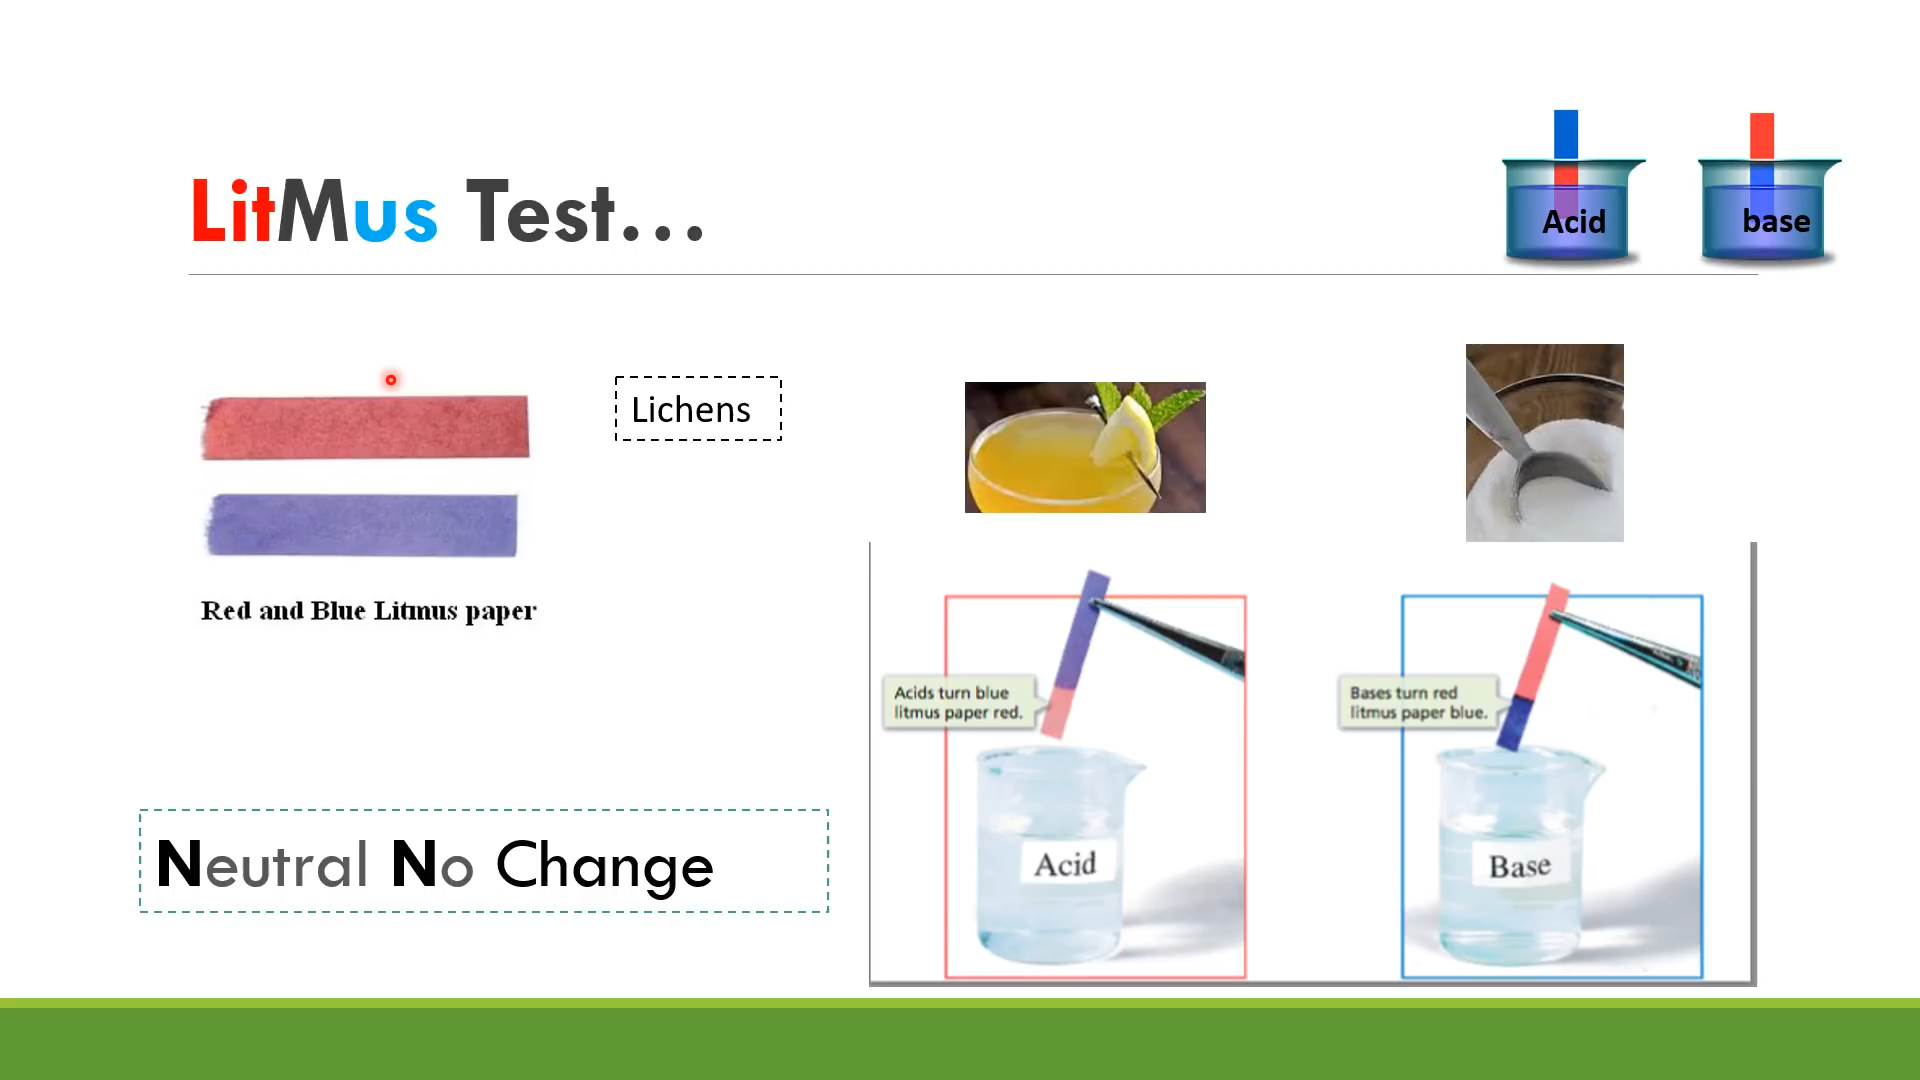 LitMus Test...
Acid
base
Lichens
Red and Blue Litmus paper
Acids turn blue
litmus paper red.
Bases turn red
litmus paper blue.
Acid
Base
Neutral No Change